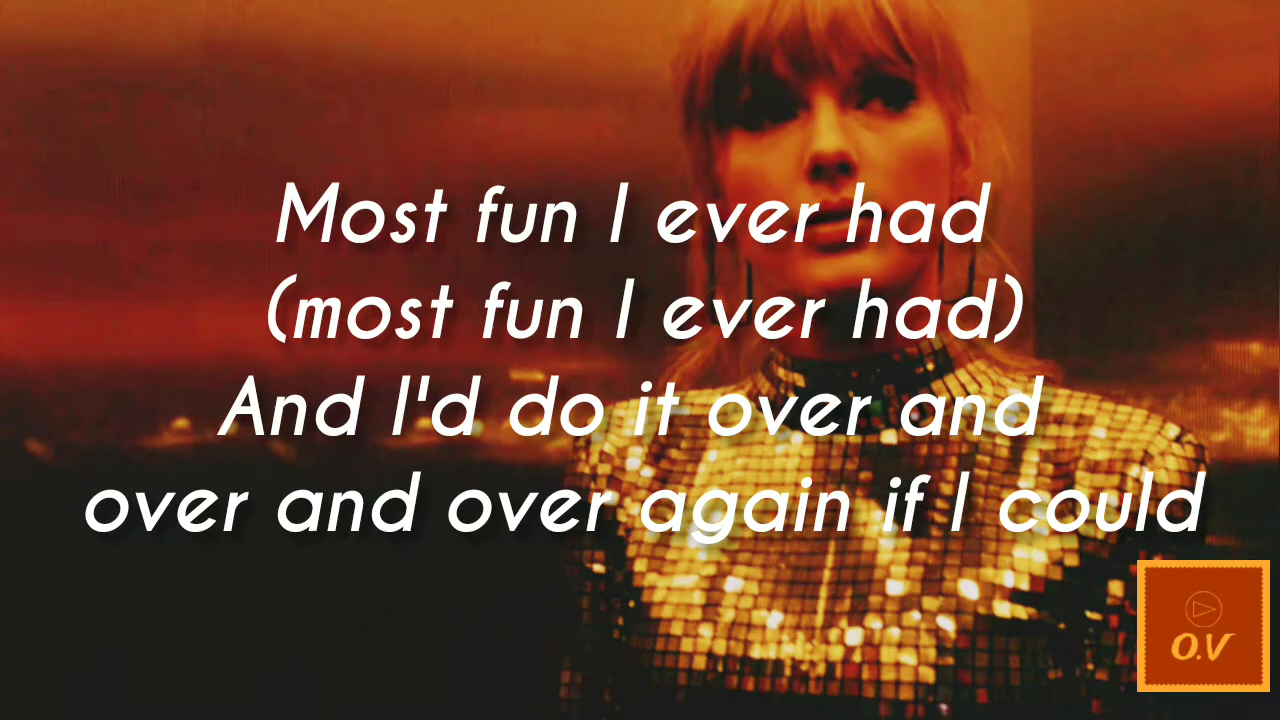 Most fun I ever had
(most fun I ever had)
And I'd do it over and
over and over again if I could
O.V